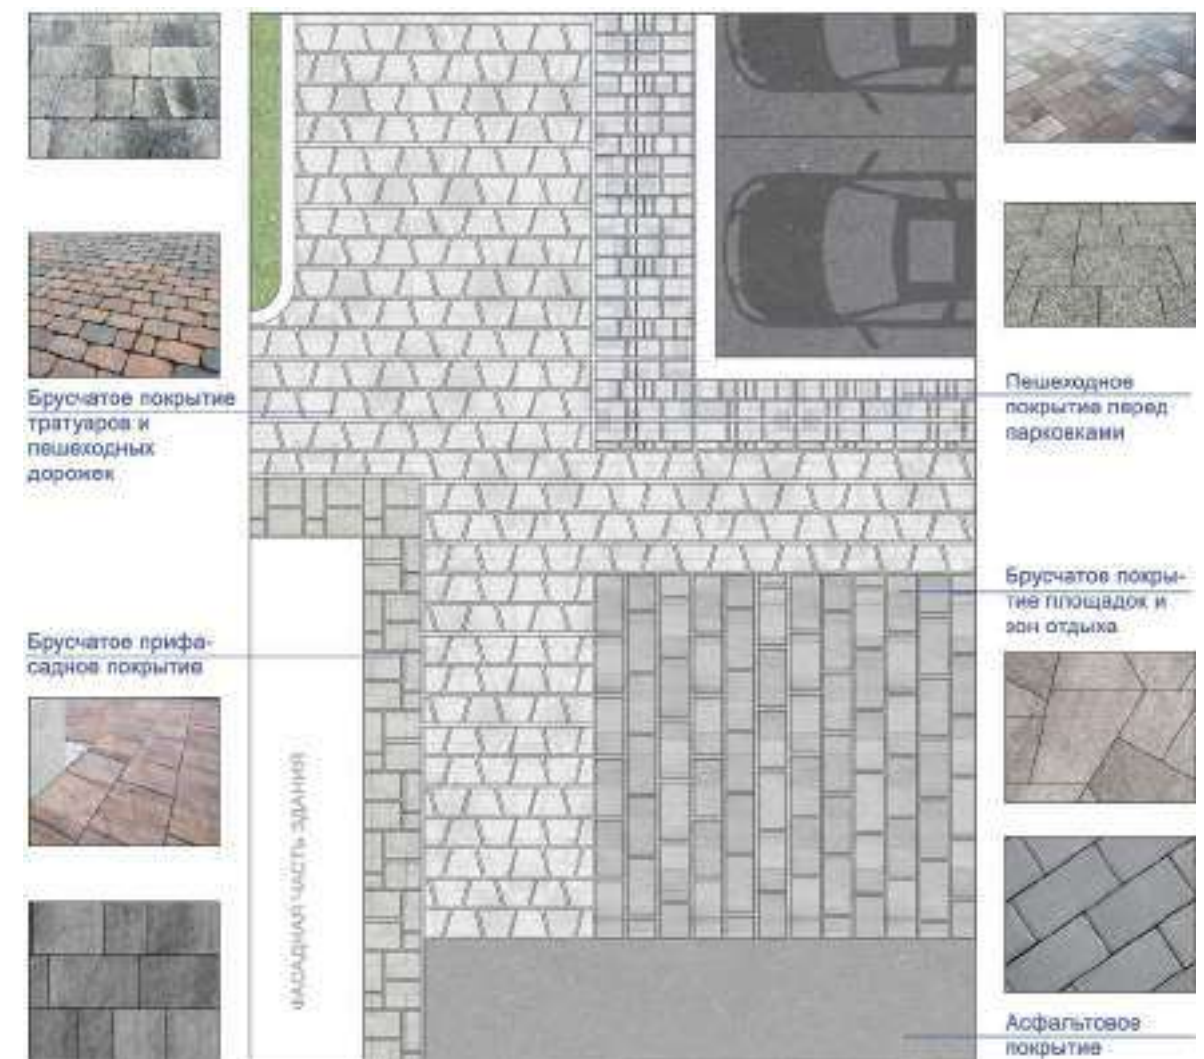 Брусчатое покрытие
тратуаров и
пешеходных
дорожек
Брусчатое прифа-
садное покрытие
ФАСАДНАЯ ЧАСТЬ ЗДАНИЯ
Пешеходное
покрытие перед
парковками
Брусчатое покры-
тие площадок и
зон отдыха
Асфальтовое
покрытие